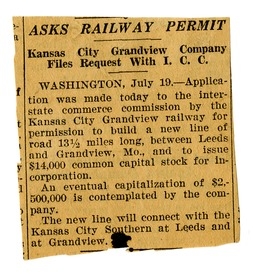 ASKS RAILWAY PERMIT
Kansas City Grandview Company
Files Request With I. C. C.
WASHINGTON, July 19.—Applica-
tion was made today to the inter-
state commerce commission by the
Kansas City Grandview railway for
permission to build a new line of
road 13½ miles long, between Leeds
and Grandview, Mo., and to issue
$14,000 common capital stock for in-
corporation.
An eventual capitalization of $2,-
500,000 is contemplated by the com-
pany.
The new line will connect with the
Kansas City Southern at Leeds and
at Grandview.